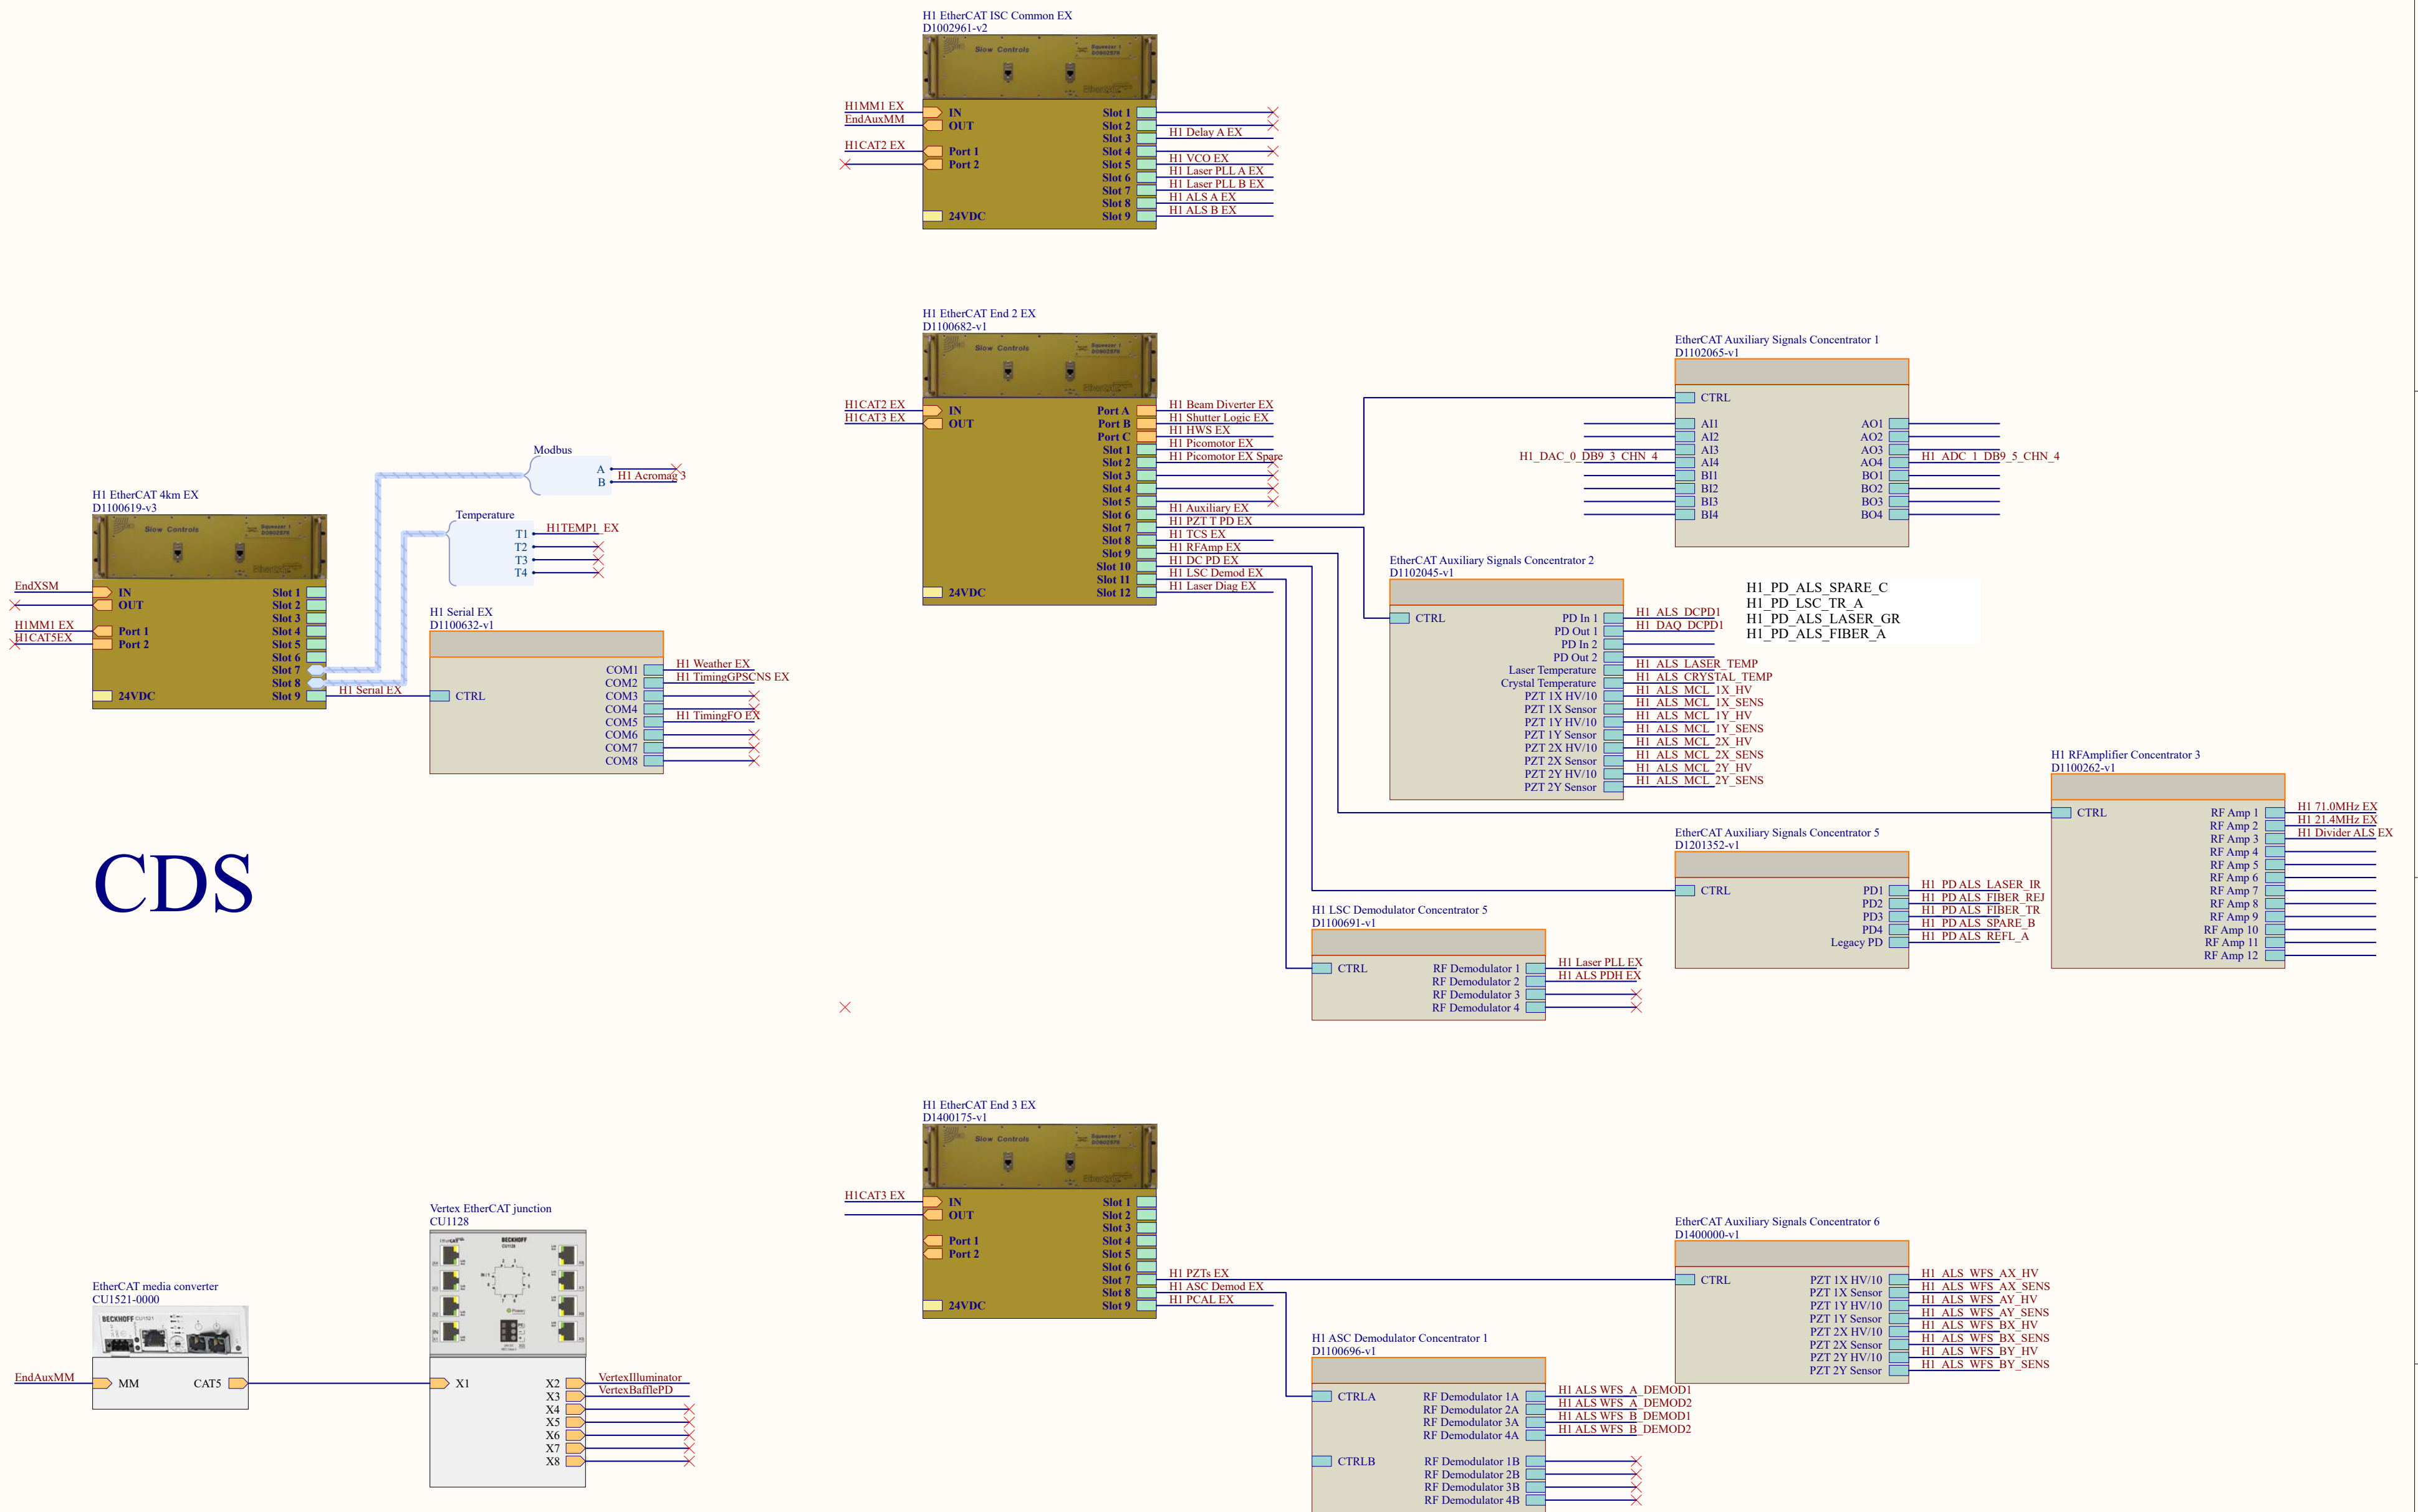 H1 EtherCAT ISC Common EX
D1002961-v2
Slow Controls
Squeezer 1
D0902578
H1MM1 EX
EndAuxMM
H1CAT2 EX
IN
OUT
Port 1
Port 2
24VDC
Slot 1
Slot 2
Slot 3
Slot 4
Slot 5
Slot 6
Slot 7
Slot 8
Slot 9
H1 Delay A EX
H1 VCO EX
H1 Laser PLL A EX
H1 Laser PLL B EX
H1 ALS A EX
H1 ALS B EX
H1 EtherCAT End 2 EX
D1100682-v1
Slow Controls
Squeezer 1
D0902578
H1CAT2 EX
H1CAT3 EX
IN
OUT
24VDC
Port A
Port B
Port C
Slot 1
Slot 2
Slot 3
Slot 4
Slot 5
Slot 6
Slot 7
Slot 8
Slot 9
Slot 10
Slot 11
Slot 12
H1 Beam Diverter EX
H1 Shutter Logic EX
H1 HWS EX
H1 Picomotor EX
H1 Picomotor EX Spare
H1 Auxiliary EX
H1 PZT T PD EX
H1 TCS EX
H1 RFAmp EX
H1 DC PD EX
H1 LSC Demod EX
H1 Laser Diag EX
EtherCAT Auxiliary Signals Concentrator 1
D1102065-v1
CTRL
AI1
AI2
AI3
AI4
BI1
BI2
BI3
BI4
AO1
AO2
AO3
AO4
BO1
BO2
BO3
BO4
H1_DAC_0_DB9_3_CHN_4
H1_ADC_1_DB9_5_CHN_4
Modbus
A
B
H1 Acromag 3
Temperature
T1
T2
T3
T4
H1TEMP1_EX
H1 EtherCAT 4km EX
D1100619-v3
Slow Controls
Squeezer 1
D0902578
EndXSM
H1MM1 EX
H1CAT5EX
IN
OUT
Port 1
Port 2
24VDC
Slot 1
Slot 2
Slot 3
Slot 4
Slot 5
Slot 6
Slot 7
Slot 8
Slot 9
H1 Serial EX
H1 Serial EX
D1100632-v1
CTRL
COM1
COM2
COM3
COM4
COM5
COM6
COM7
COM8
H1 Weather EX
H1 TimingGPSCNS EX
H1 TimingFO EX
EtherCAT Auxiliary Signals Concentrator 2
D1102045-v1
CTRL
PD In 1
PD Out 1
PD In 2
PD Out 2
Laser Temperature
Crystal Temperature
PZT 1X HV/10
PZT 1X Sensor
PZT 1Y HV/10
PZT 1Y Sensor
PZT 2X HV/10
PZT 2X Sensor
PZT 2Y HV/10
PZT 2Y Sensor
H1_ALS_DCPD1
H1_DAQ_DCPD1
H1_ALS_LASER_TEMP
H1_ALS_CRYSTAL_TEMP
H1_ALS_MCL_1X_HV
H1_ALS_MCL_1X_SENS
H1_ALS_MCL_1Y_HV
H1_ALS_MCL_1Y_SENS
H1_ALS_MCL_2X_HV
H1_ALS_MCL_2X_SENS
H1_ALS_MCL_2Y_HV
H1_ALS_MCL_2Y_SENS
H1_PD_ALS_SPARE_C
H1_PD_LSC_TR_A
H1_PD_ALS_LASER_GR
H1_PD_ALS_FIBER_A
H1 RFAmplifier Concentrator 3
D1100262-v1
CTRL
RF Amp 1
RF Amp 2
RF Amp 3
RF Amp 4
RF Amp 5
RF Amp 6
RF Amp 7
RF Amp 8
RF Amp 9
RF Amp 10
RF Amp 11
RF Amp 12
H1 71.0MHz EX
H1 21.4MHz EX
H1 Divider ALS EX
EtherCAT Auxiliary Signals Concentrator 5
D1201352-v1
CTRL
PD1
PD2
PD3
PD4
Legacy PD
H1_PD ALS_LASER_IR
H1_PD ALS_FIBER_REJ
H1_PD ALS_FIBER_TR
H1_PD ALS_SPARE_B
H1_PD ALS_REFL_A
CDS
H1 LSC Demodulator Concentrator 5
D1100691-v1
CTRL
RF Demodulator 1
RF Demodulator 2
RF Demodulator 3
RF Demodulator 4
H1 Laser PLL EX
H1 ALS PDH EX
H1 EtherCAT End 3 EX
D1400175-v1
Slow Controls
Squeezer 1
D0902578
H1CAT3 EX
IN
OUT
Port 1
Port 2
24VDC
Slot 1
Slot 2
Slot 3
Slot 4
Slot 5
Slot 6
Slot 7
Slot 8
Slot 9
H1 PZTs EX
H1 ASC Demod EX
H1 PCAL EX
EtherCAT Auxiliary Signals Concentrator 6
D1400000-v1
CTRL
PZT 1X HV/10
PZT 1X Sensor
PZT 1Y HV/10
PZT 1Y Sensor
PZT 2X HV/10
PZT 2X Sensor
PZT 2Y HV/10
PZT 2Y Sensor
H1_ALS_WFS_AX_HV
H1_ALS_WFS_AX_SENS
H1_ALS_WFS_AY_HV
H1_ALS_WFS_AY_SENS
H1_ALS_WFS_BX_HV
H1_ALS_WFS_BX_SENS
H1_ALS_WFS_BY_HV
H1_ALS_WFS_BY_SENS
H1 ASC Demodulator Concentrator 1
D1100696-v1
CTRLA
CTRLB
RF Demodulator 1A
RF Demodulator 2A
RF Demodulator 3A
RF Demodulator 4A
RF Demodulator 1B
RF Demodulator 2B
RF Demodulator 3B
RF Demodulator 4B
H1 ALS WFS_A_DEMOD1
H1 ALS WFS_A_DEMOD2
H1 ALS WFS_B_DEMOD1
H1 ALS WFS_B_DEMOD2
Vertex EtherCAT junction
CU1128
BECKHOFF
CU1128
X1
X2
X3
X4
X5
X6
X7
X8
VertexIlluminator
VertexBafflePD
EtherCAT media converter
CU1521-0000
BECKHOFF CU1521
EndAuxMM
MM
CAT5